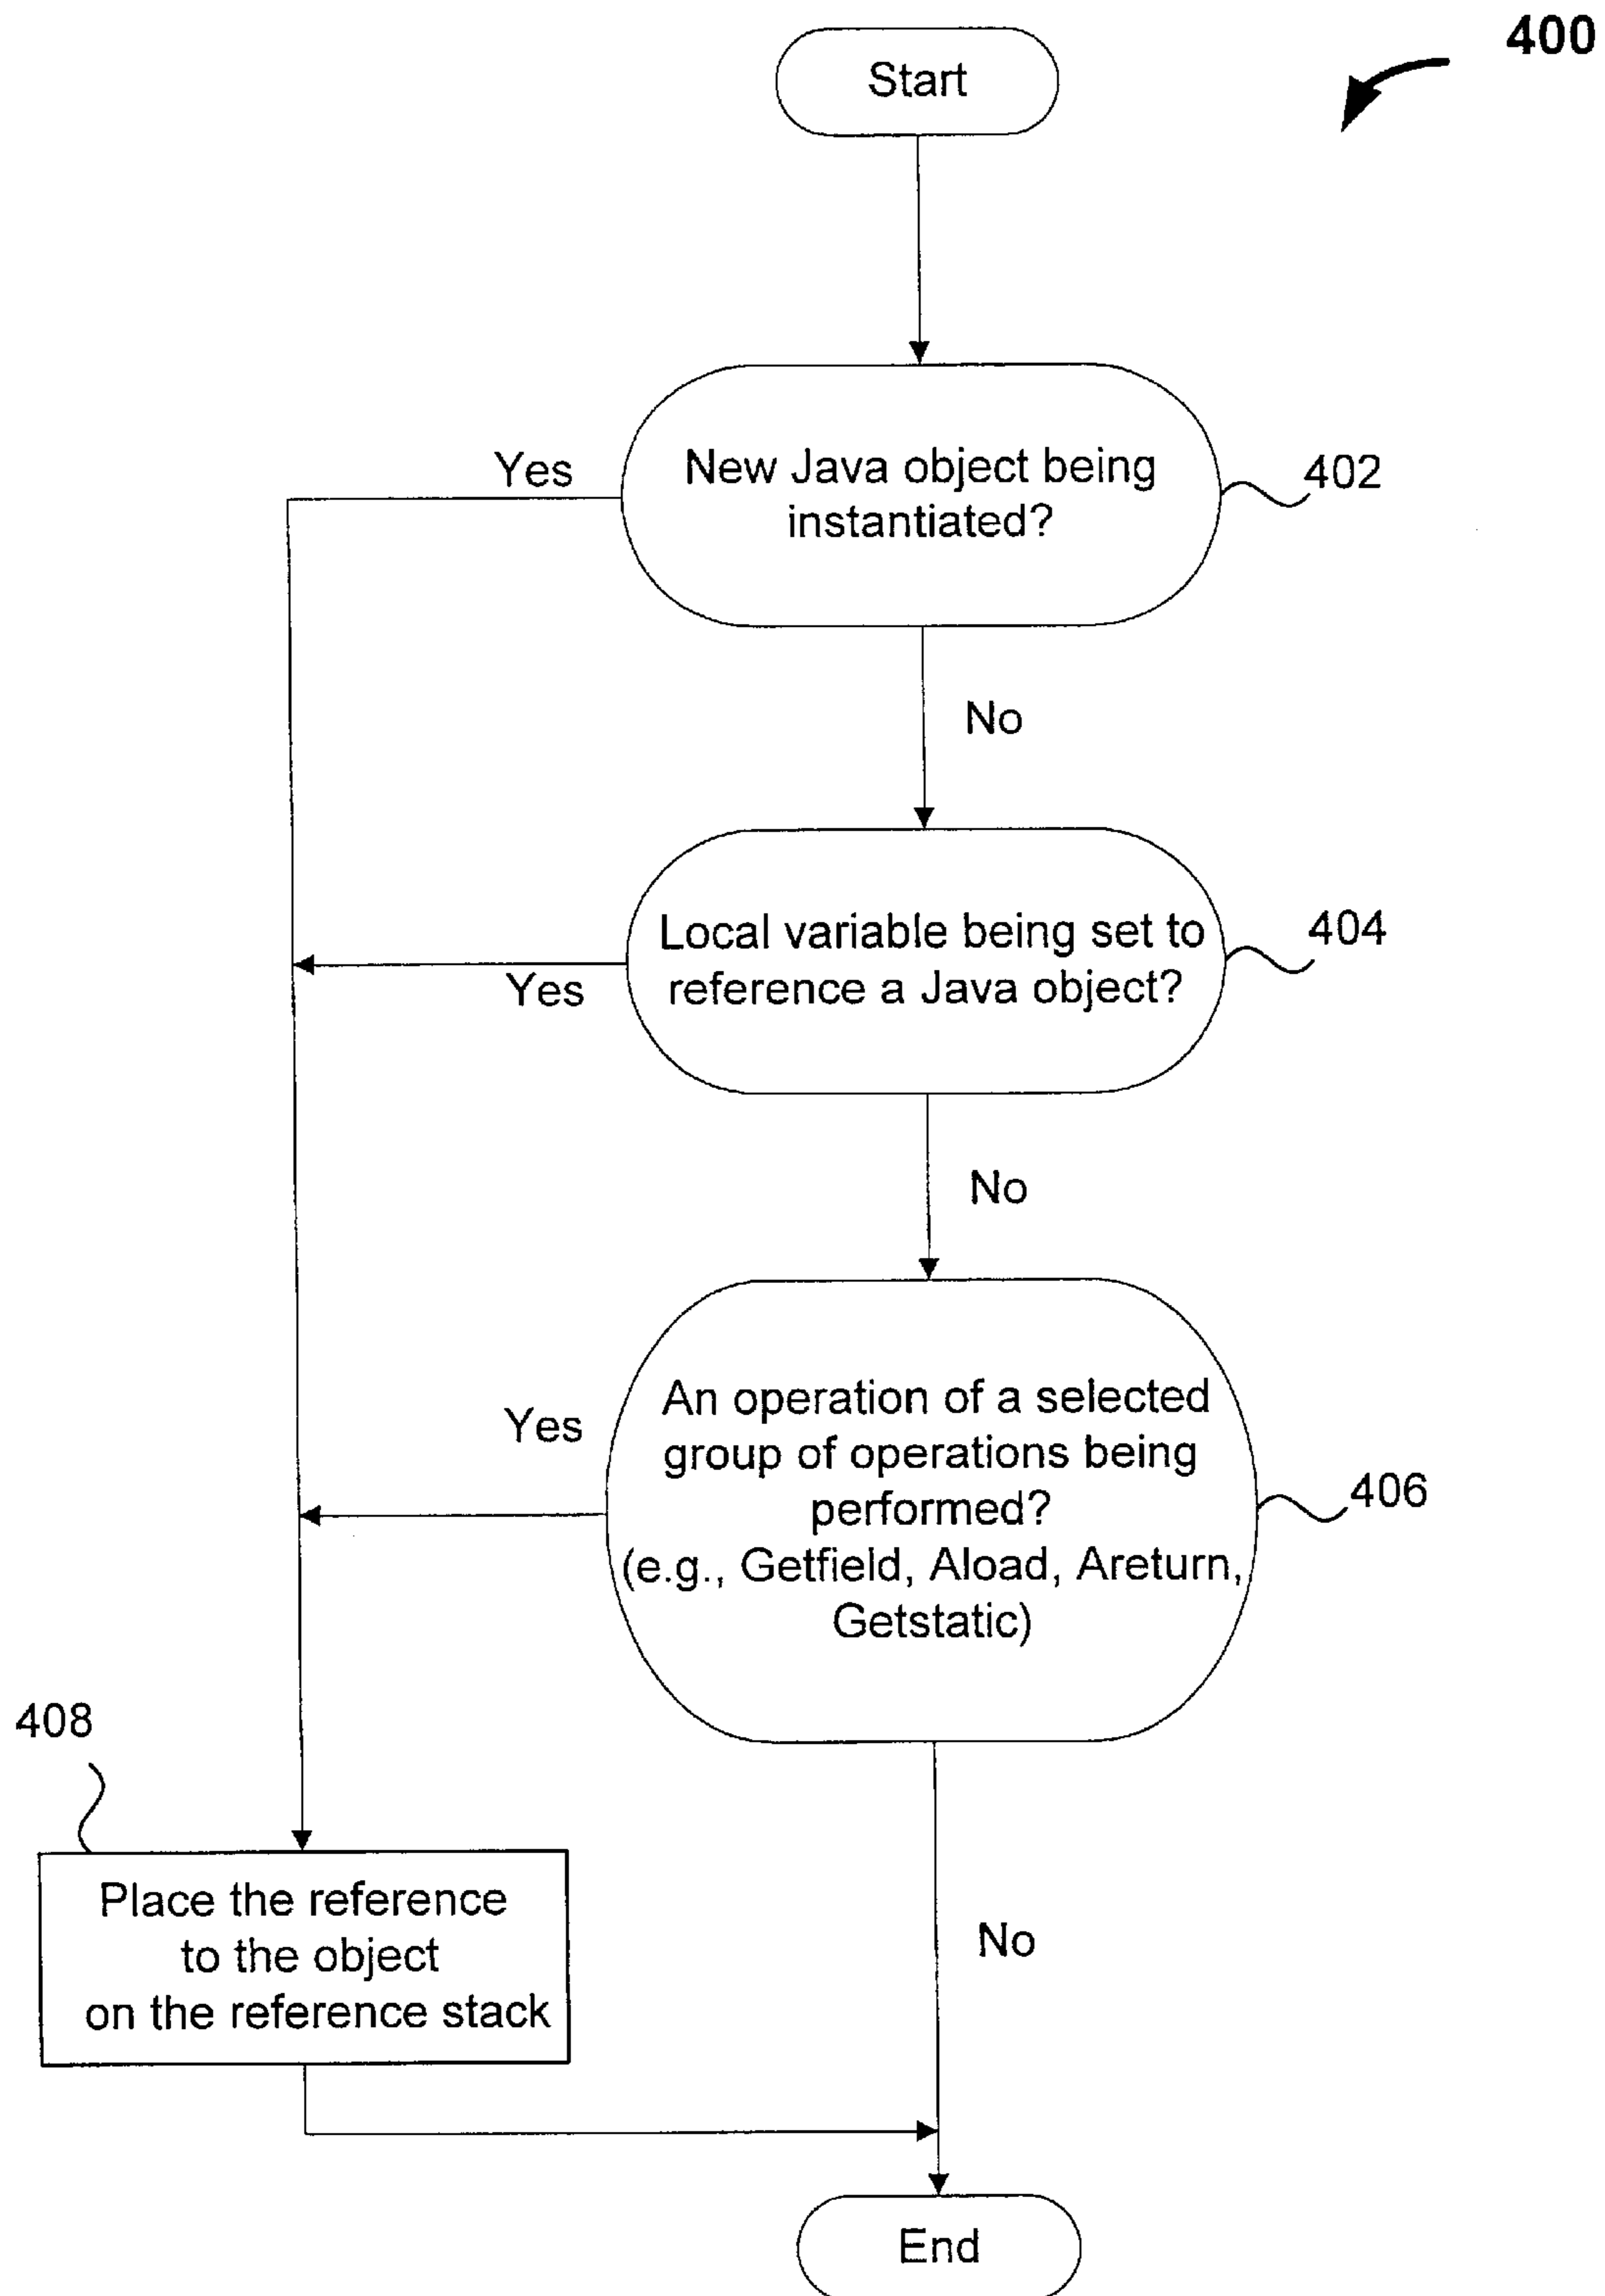 400
Start
Yes
New Java object being
instantiated?
402
No
Local variable being set to
reference a Java object?
404
Yes
No
An operation of a selected
group of operations being
performed?
(e.g., Getfield, Aload, Areturn,
Getstatic)
Yes
406
408
Place the reference
to the object
on the reference stack
No
End